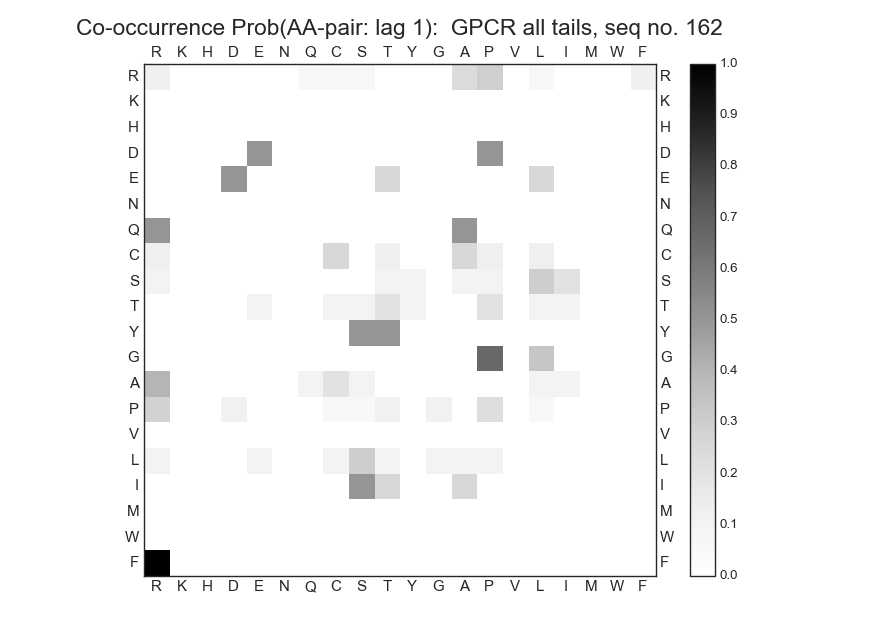 Co-occurrence Prob(AA-pair: lag 1):  GPCR all tails, seq no. 162
R K H D E N Q C S T Y G A P V L I M W F
R R 1.0
K K 0.9
H H
D D 0.8
E E
N N 0.7
Q Q
C C 0.6
S S
T T 0.5
Y Y
G G 0.4
A A
P P 0.3
V V
L L 0.2
I I
M M 0.1
W W
F F 0.0
R K H D E N Q C S T Y G A P V L I M W F